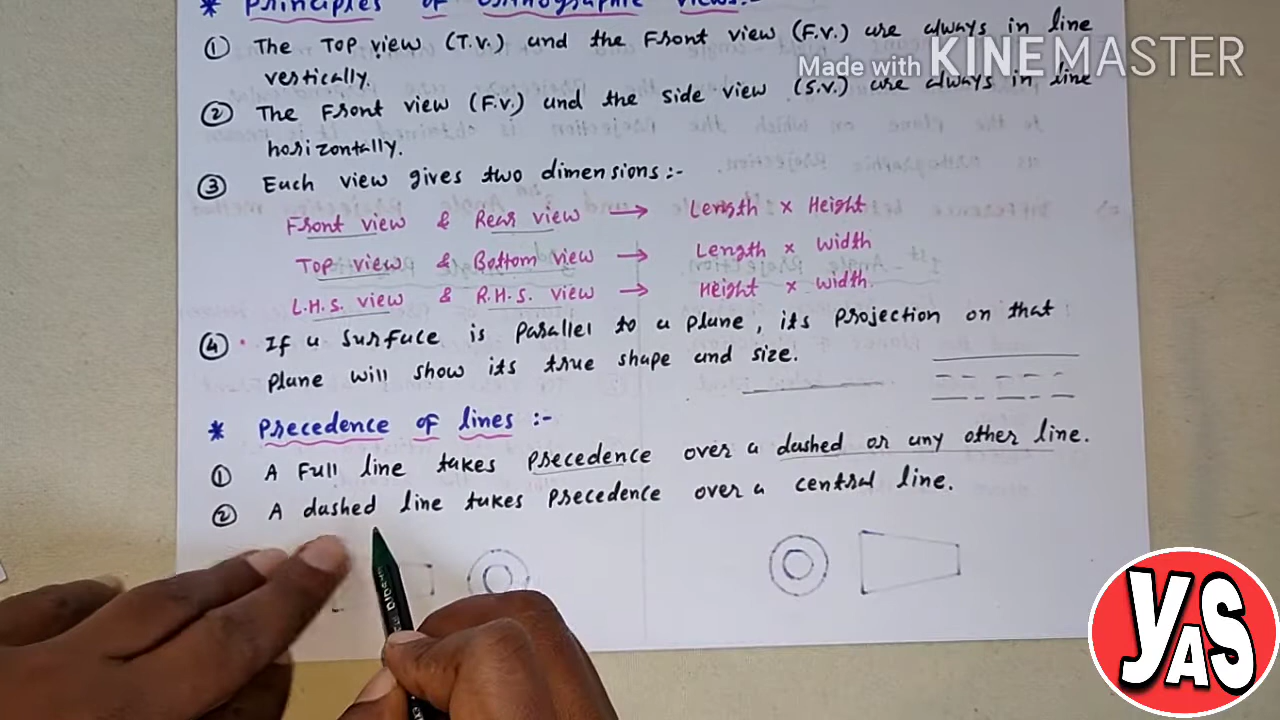 * Principles of Orthographic views:-
① The Top view (T.V.) and the Front view (F.V.) are always in line
vertically.
Made with KINEMASTER
② The Front view (F.V.) and the side view (S.V.) are always in line
horizontally.
③ Each view gives two dimensions:-
Front view & Rear view → Length × Height
Top view & Bottom view → Length × width
L.H.S. view & R.H.S. view → Height × width.
④ If a surface is parallel to a plane, its projection on that
plane will show its true shape and size.
* Precedence of lines :-
① A Full line takes precedence over a dashed or any other line.
② A dashed line takes precedence over a central line.
YAS